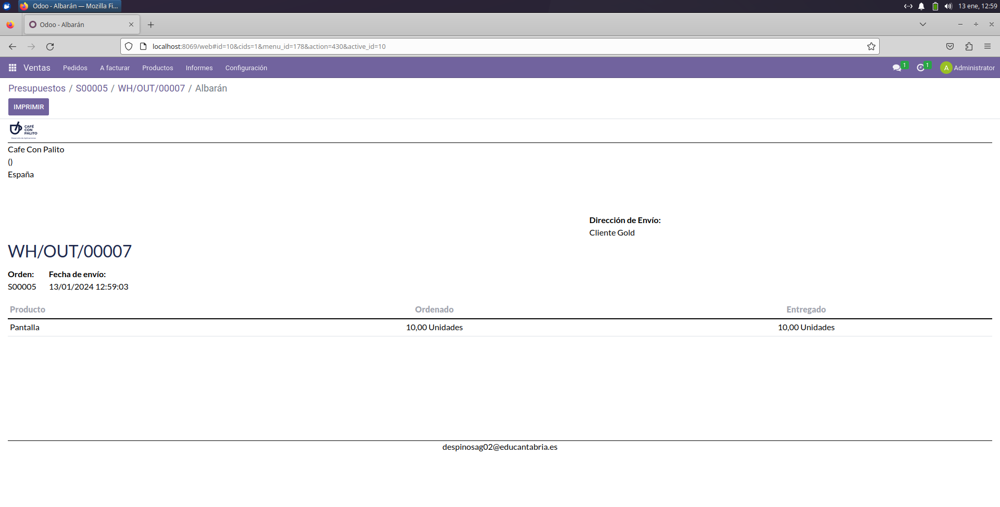 Odoo - Albarán — Mozilla Fi...
13 ene, 12:59
Odoo - Albarán
localhost:8069/web#id=10&cids=1&menu_id=178&action=430&active_id=10
Ventas Pedidos A facturar Productos Informes Configuración 1 1 A Administrator
Presupuestos / S00005 / WH/OUT/00007 / Albarán
IMPRIMIR
CAFÉ
CON
PALITO
Desarrollo de Aplicaciones
Cafe Con Palito
()
España
Dirección de Envío:
Cliente Gold
WH/OUT/00007
Orden: Fecha de envío:
S00005 13/01/2024 12:59:03
Producto Ordenado Entregado
Pantalla 10,00 Unidades 10,00 Unidades
despinosag02@educantabria.es